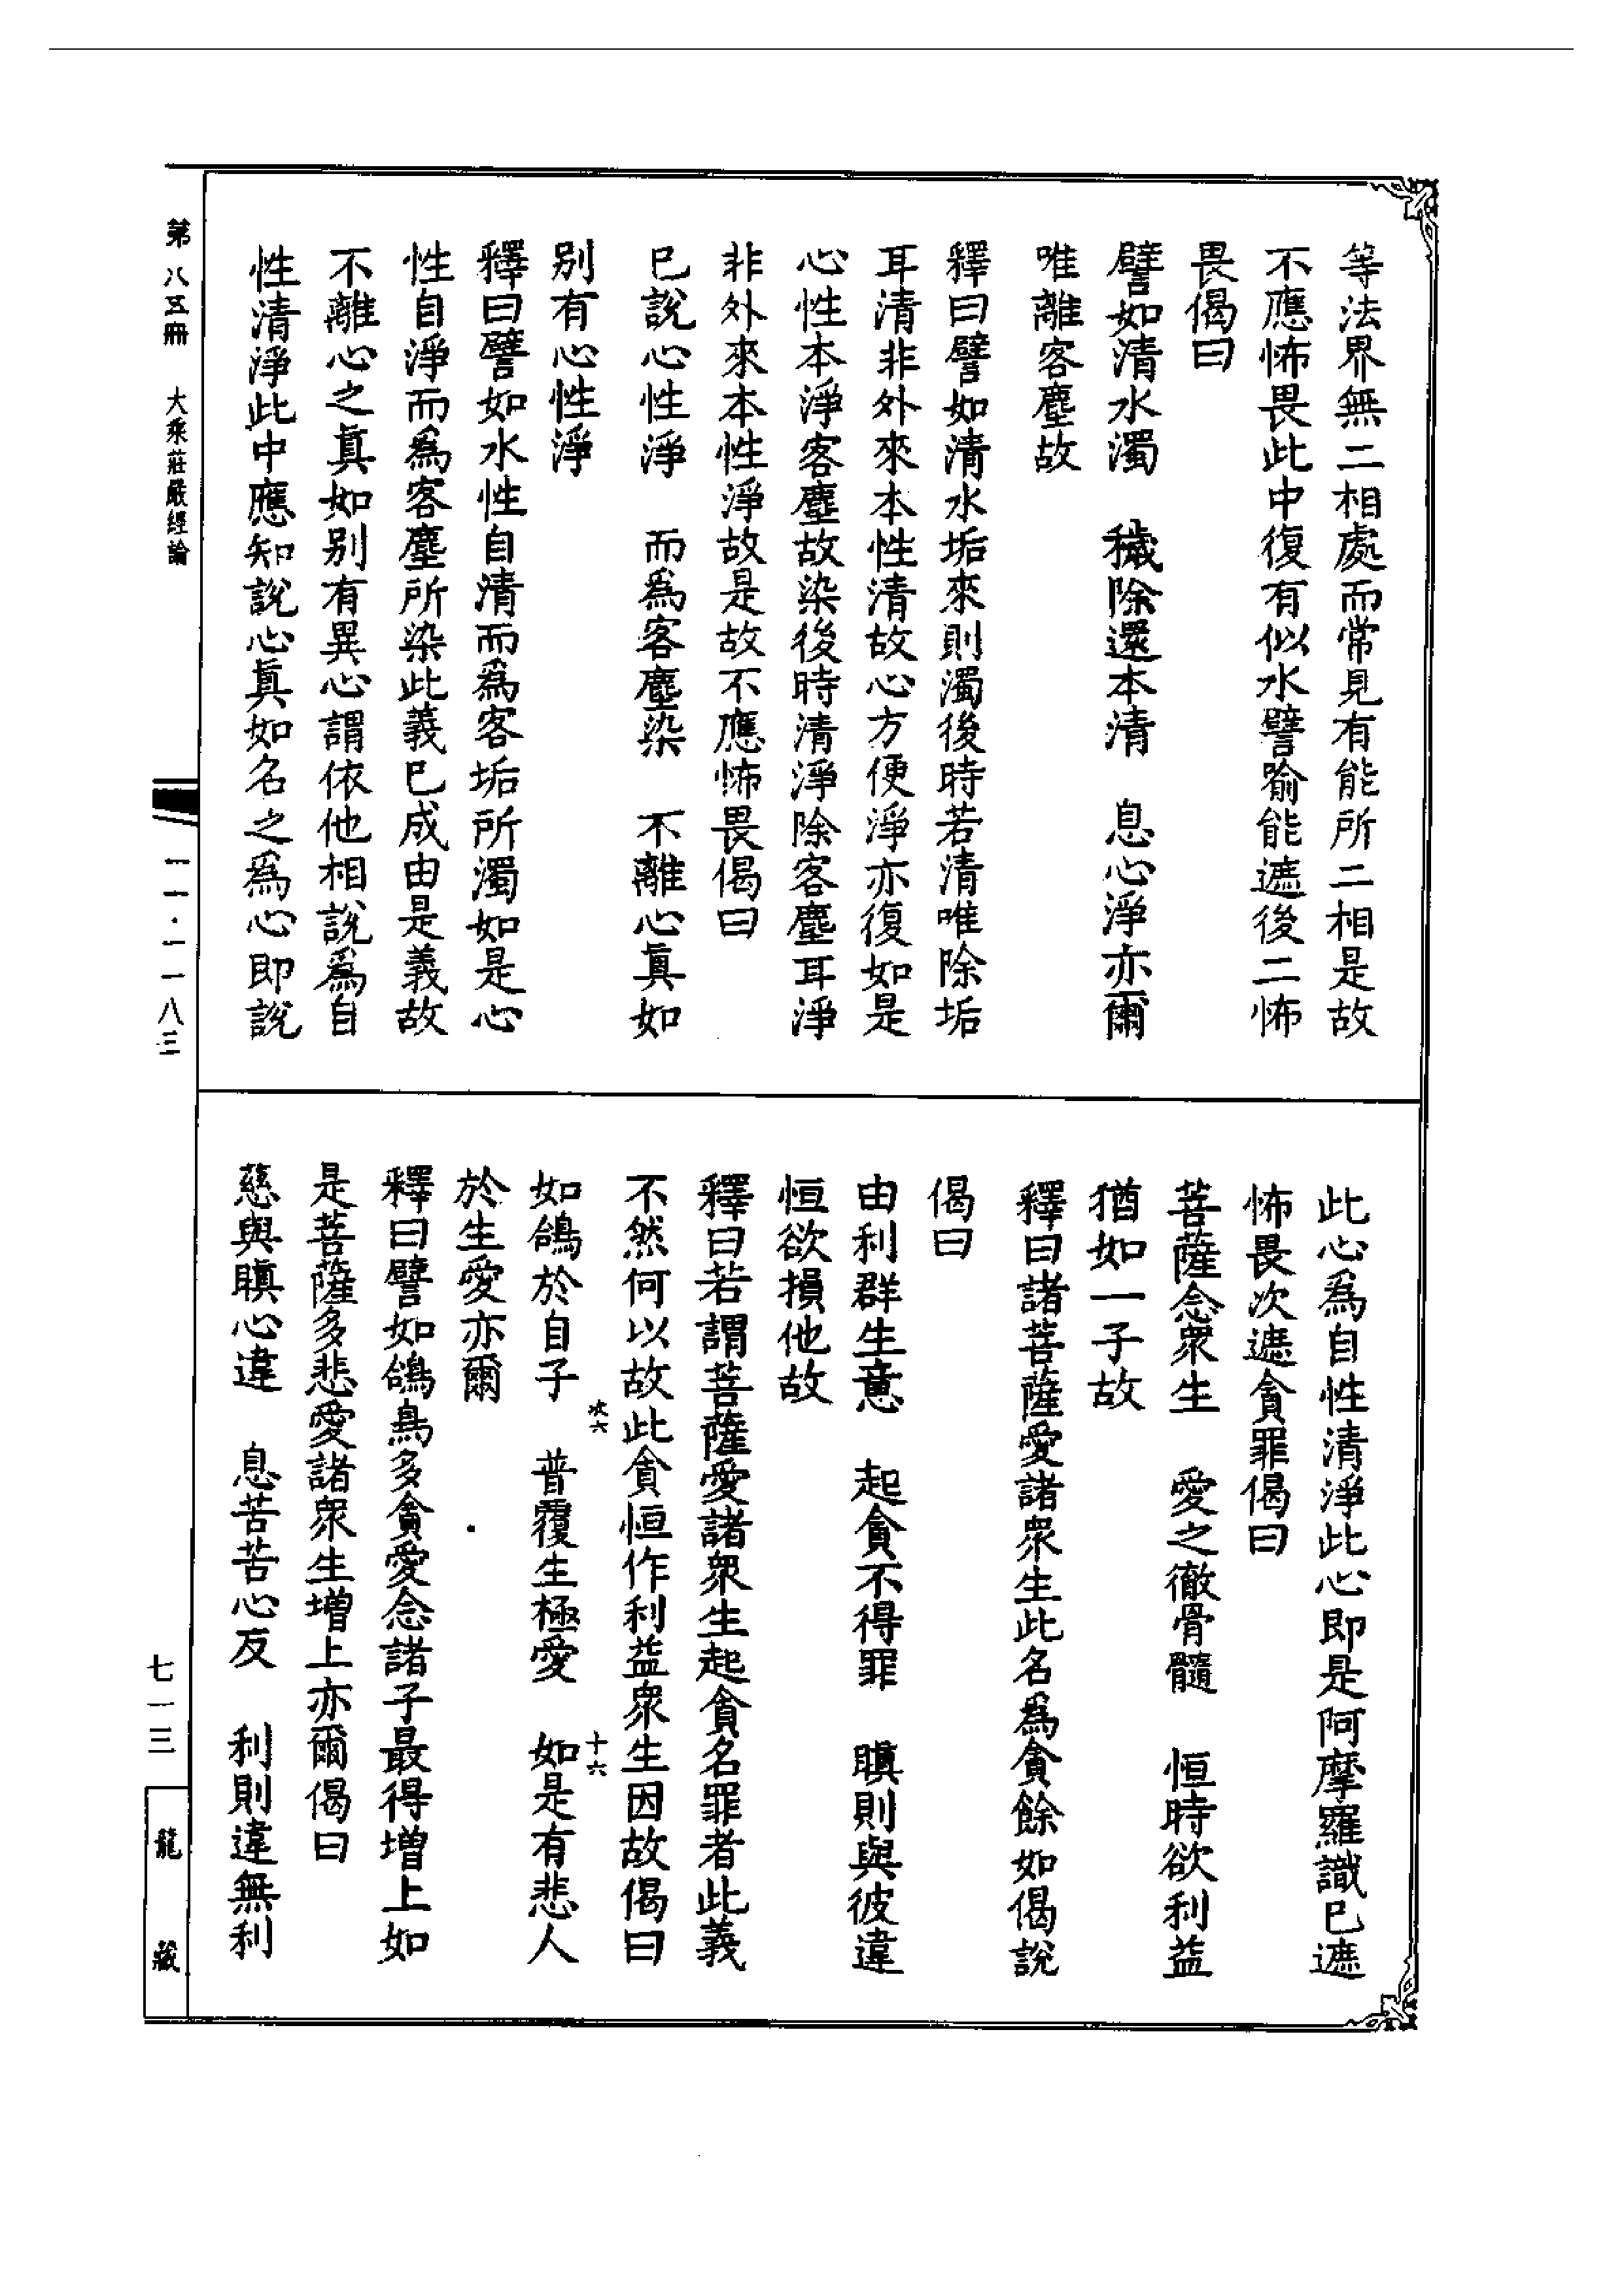 等法界無二相處而常見有能所二相是故
不應怖畏此中復有似水譬喻能遮後二怖
畏偈曰
譬如清水濁　穢除還本清　息心淨亦爾
唯離客塵故
釋曰譬如清水垢來則濁後時若清唯除垢
耳清非外來本性清故心方便淨亦復如是
心性本淨客塵故染後時清淨除客塵耳淨
非外來本性淨故是故不應怖畏偈曰
已說心性淨　而為客塵染　不離心真如
別有心性淨
釋曰譬如水性自清而為客垢所濁如是心
性自淨而為客塵所染此義已成由是義故
不離心之真如別有異心謂依他相說為自
性清淨此中應知說心真如名之為心即說
此心為自性清淨此心即是阿摩羅識已遮
怖畏次遮貪罪偈曰
菩薩念眾生　愛之徹骨髓　恒時欲利益
猶如一子故
釋曰諸菩薩愛諸眾生此名為貪餘如偈說
偈曰
由利群生意　起貪不得罪　瞋則與彼違
恒欲損他故
釋曰若謂菩薩愛諸眾生起貪名罪者此義
不然何以故此貪恒作利益眾生因故偈曰
如鴿於自子　普覆生極愛　如是有悲人
於生愛亦爾
釋曰譬如鴿鳥多貪愛念諸子最得增上如
是菩薩多悲愛諸眾生增上亦爾偈曰
慈與瞋心違　息苦苦心反　利則違無利
十六
第八五冊　大乘莊嚴經論
一一·一一八三
七一三
龍藏